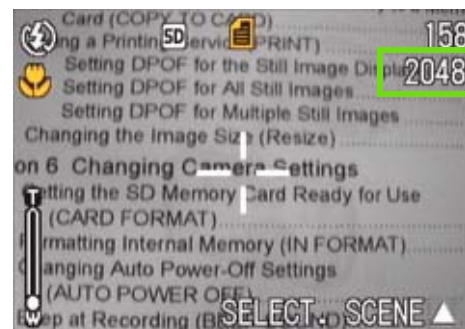 Card (COPY TO CARD)
SD
158
ng a Printing Service PRINT)
Setting DPOF for the Still Image Displ
2048
Setting DPOF for All Still Images
Setting DPOF for Multiple Still Images
Changing the Image Size (Resize)
on 6 Changing Camera Settings
etting the SD Memory Card Ready for Use
T
(CARD FORMAT)
rmatting Internal Memory (IN FORMAT)
anging Auto Power-Off Settings
(AUTO POWER OFF)
W
eep at Recording
SELECT SCENE